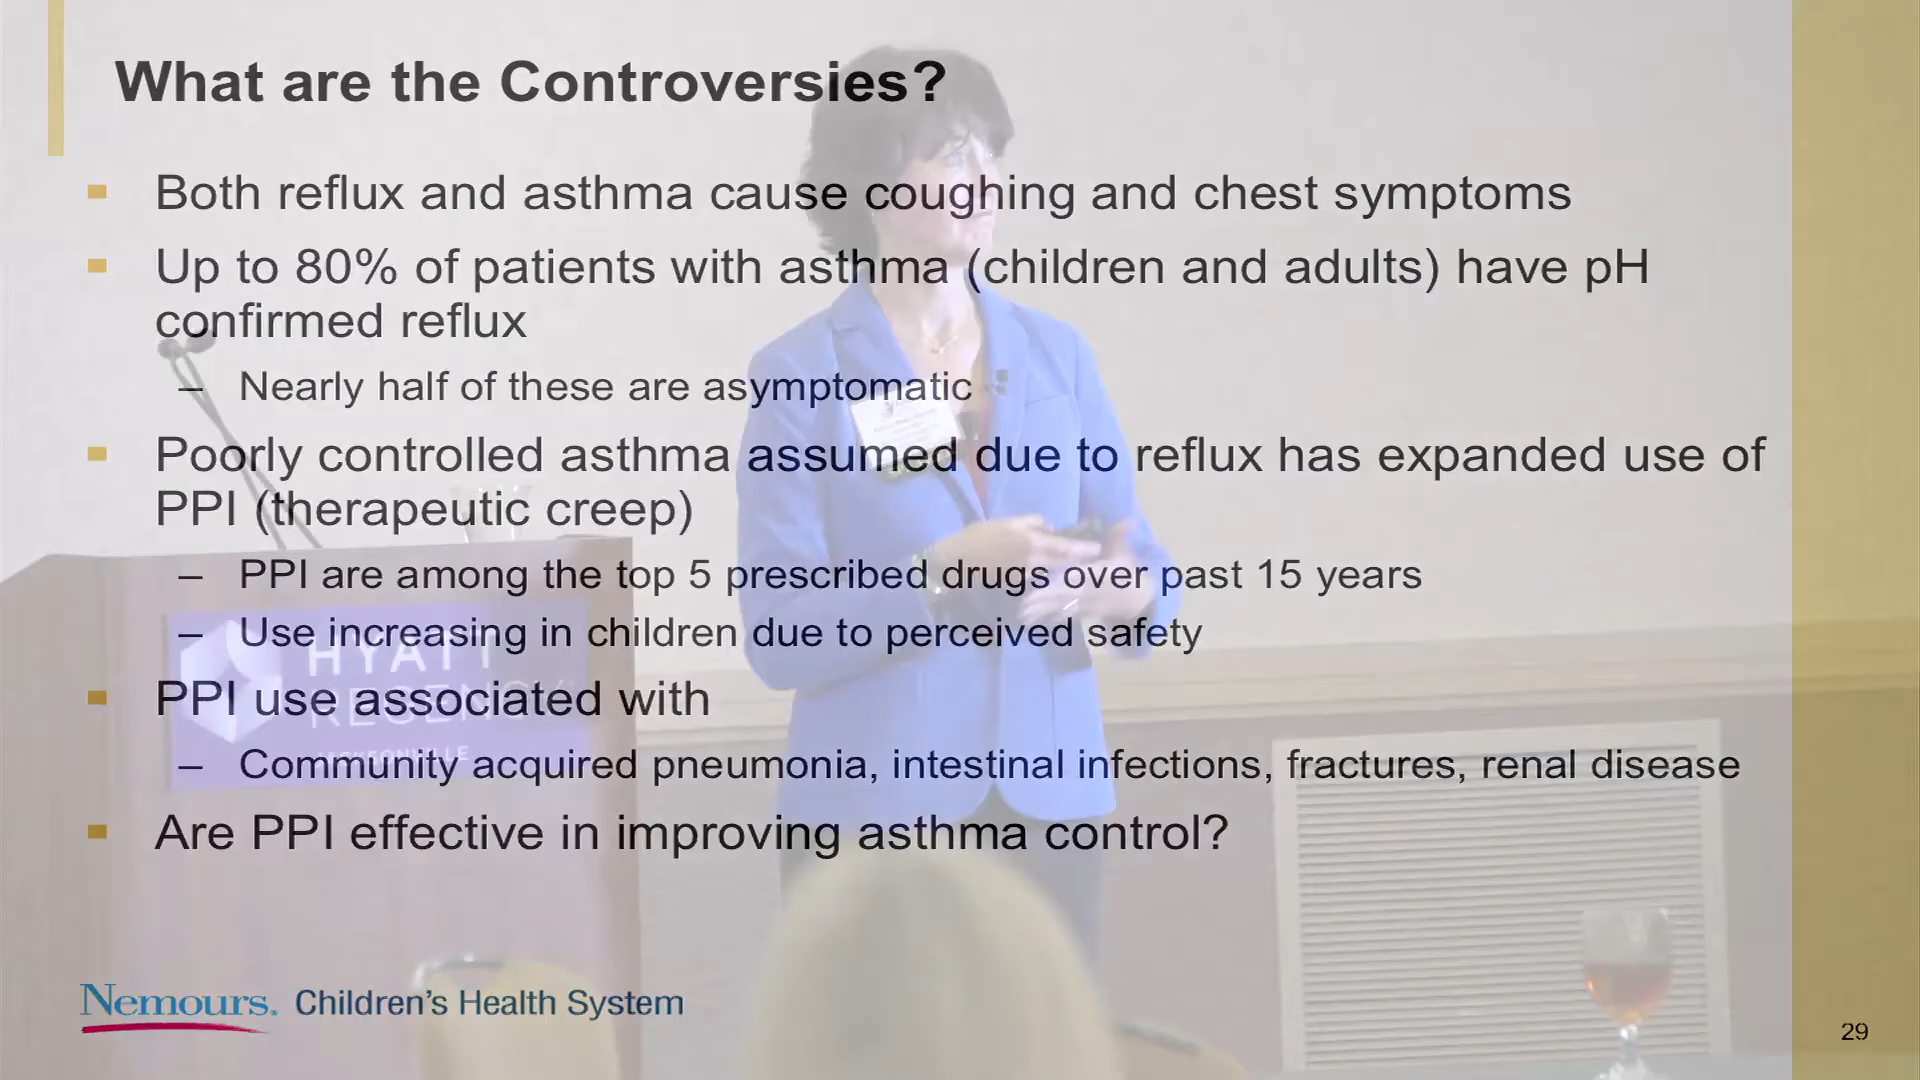 What are the Controversies?
Both reflux and asthma cause coughing and chest symptoms
Up to 80% of patients with asthma (children and adults) have pH
confirmed reflux
– Nearly half of these are asymptomatic
Poorly controlled asthma assumed due to reflux has expanded use of
PPI (therapeutic creep)
– PPI are among the top 5 prescribed drugs over past 15 years
– Use increasing in children due to perceived safety
HYATT
REGENCY
JACKSONVILLE
PPI use associated with
– Community acquired pneumonia, intestinal infections, fractures, renal disease
Are PPI effective in improving asthma control?
Nemours. Children's Health System
29